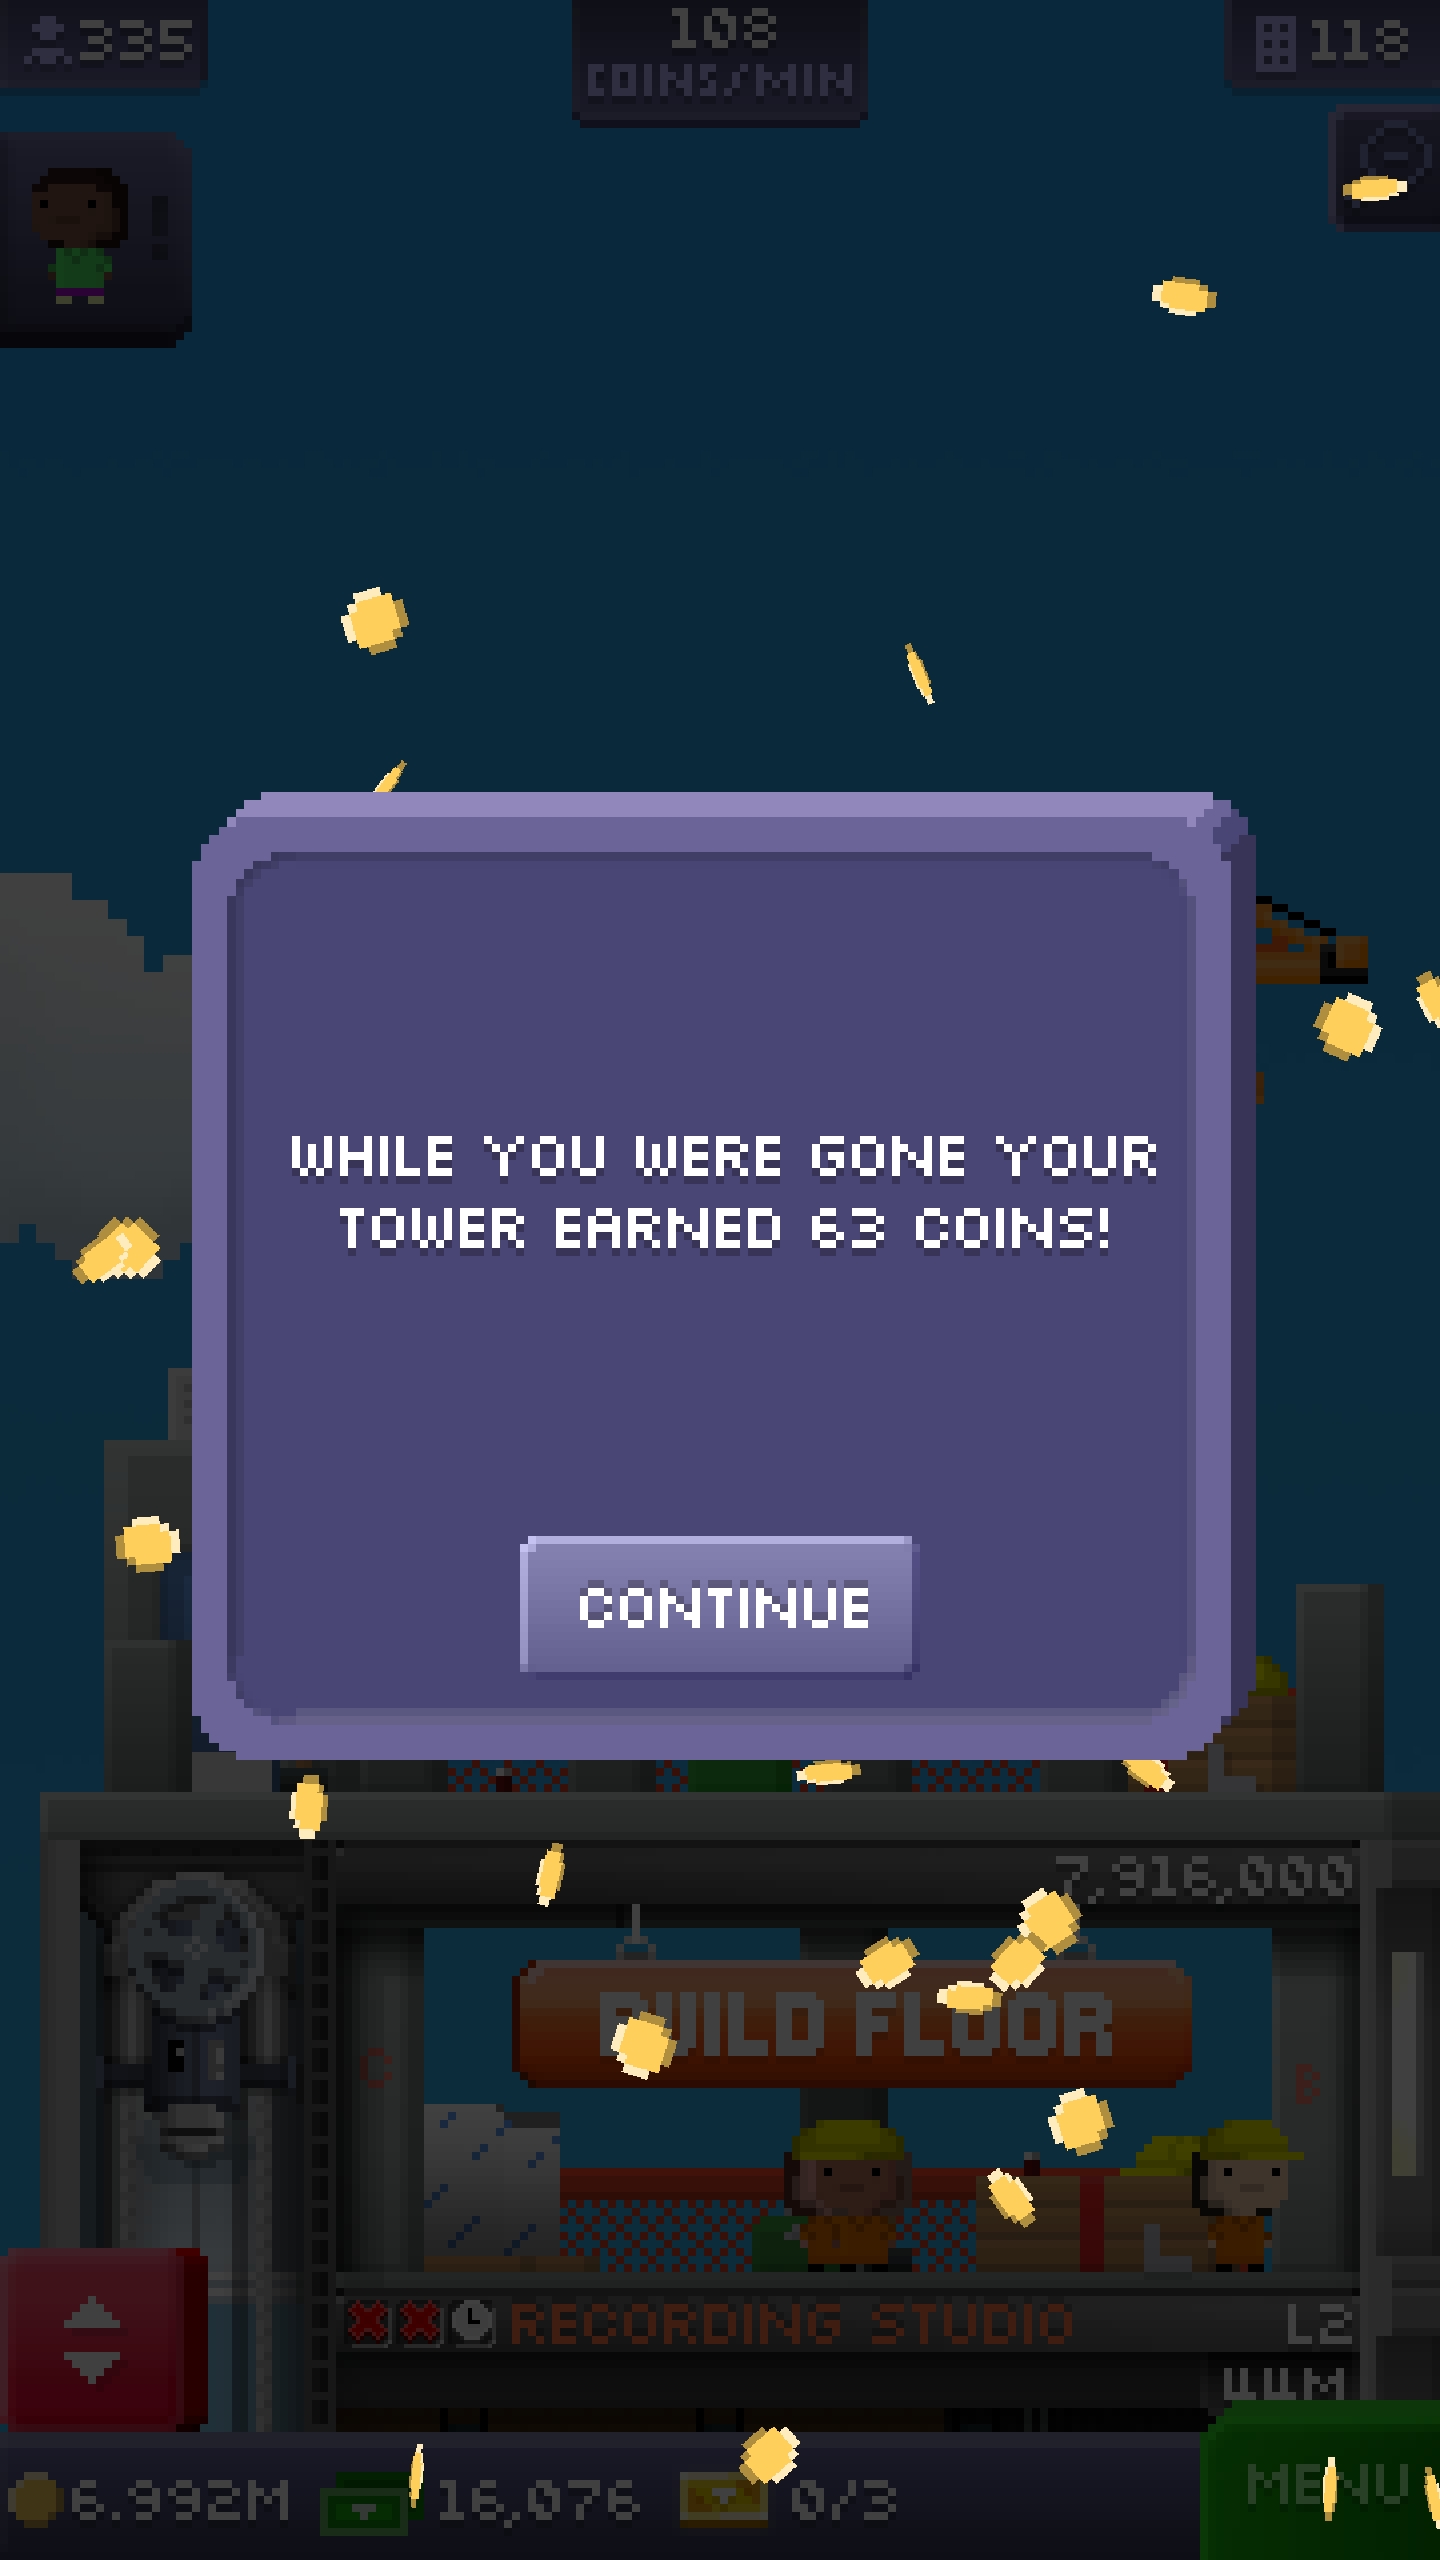 335
108
COINS/MIN
118
WHILE YOU WERE GONE YOUR
TOWER EARNED 63 COINS!
CONTINUE
7,916,000
BUILD FLOOR
C
B
RECORDING STUDIO
L2
44M
6.992M
16,076
0/3
MENU